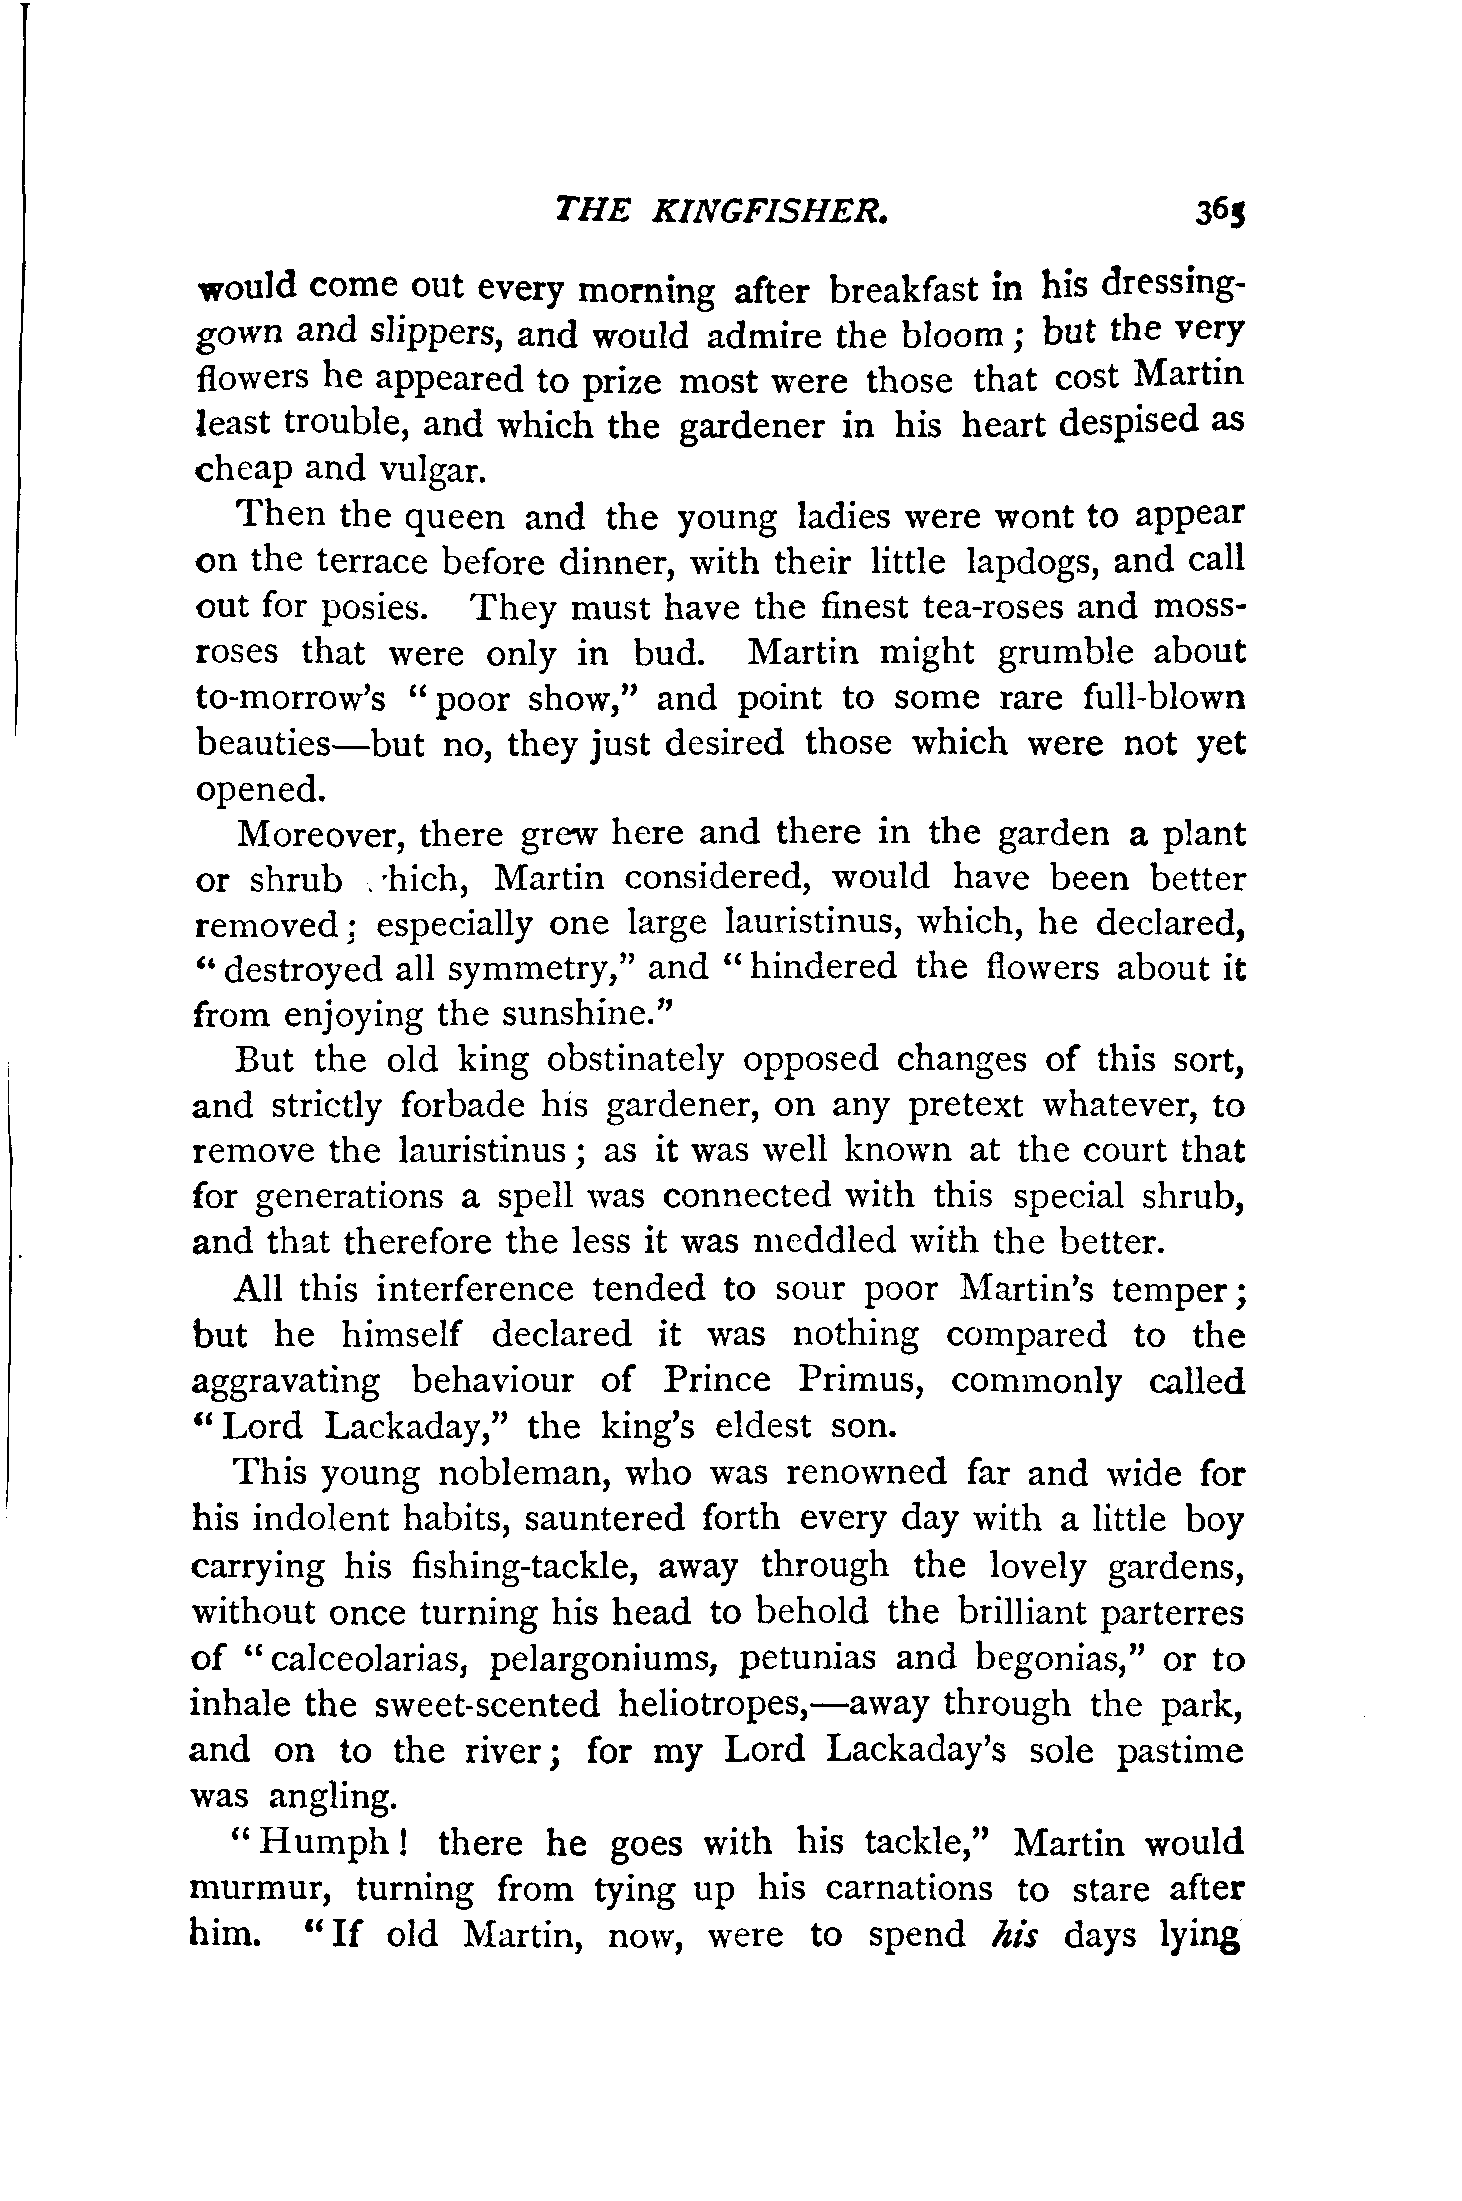 THE KINGFISHER. 365
would come out every morning after breakfast in his dressing-
gown and slippers, and would admire the bloom ; but the very
flowers he appeared to prize most were those that cost Martin
least trouble, and which the gardener in his heart despised as
cheap and vulgar.
Then the queen and the young ladies were wont to appear
on the terrace before dinner, with their little lapdogs, and call
out for posies. They must have the finest tea-roses and moss-
roses that were only in bud. Martin might grumble about
to-morrow's “ poor show,” and point to some rare full-blown
beauties—but no, they just desired those which were not yet
opened.
Moreover, there grew here and there in the garden a plant
or shrub hich, Martin considered, would have been better
removed ; especially one large lauristinus, which, he declared,
“ destroyed all symmetry,” and “ hindered the flowers about it
from enjoying the sunshine.”
But the old king obstinately opposed changes of this sort,
and strictly forbade his gardener, on any pretext whatever, to
remove the lauristinus ; as it was well known at the court that
for generations a spell was connected with this special shrub,
and that therefore the less it was meddled with the better.
All this interference tended to sour poor Martin's temper ;
but he himself declared it was nothing compared to the
aggravating behaviour of Prince Primus, commonly called
“ Lord Lackaday,” the king's eldest son.
This young nobleman, who was renowned far and wide for
his indolent habits, sauntered forth every day with a little boy
carrying his fishing-tackle, away through the lovely gardens,
without once turning his head to behold the brilliant parterres
of “ calceolarias, pelargoniums, petunias and begonias,” or to
inhale the sweet-scented heliotropes,—away through the park,
and on to the river ; for my Lord Lackaday's sole pastime
was angling.
“ Humph ! there he goes with his tackle,” Martin would
murmur, turning from tying up his carnations to stare after
him. “ If old Martin, now, were to spend his days lying